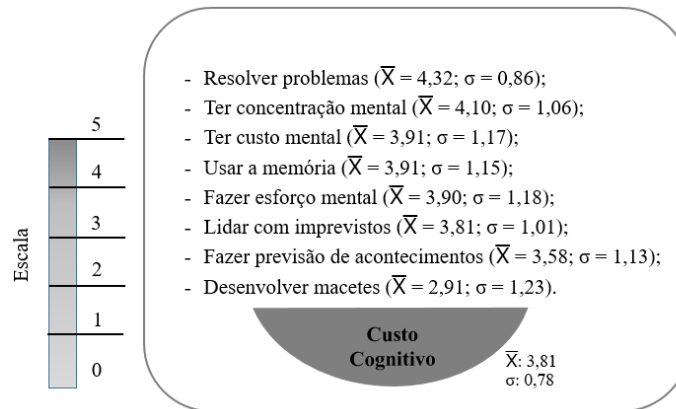 - Resolver problemas (X̅ = 4,32; σ = 0,86);
- Ter concentração mental (X̅ = 4,10; σ = 1,06);
- Ter custo mental (X̅ = 3,91; σ = 1,17);
- Usar a memória (X̅ = 3,91; σ = 1,15);
- Fazer esforço mental (X̅ = 3,90; σ = 1,18);
- Lidar com imprevistos (X̅ = 3,81; σ = 1,01);
- Fazer previsão de acontecimentos (X̅ = 3,58; σ = 1,13);
- Desenvolver macetes (X̅ = 2,91; σ = 1,23).
Escala
5
4
3
2
1
0
Custo
Cognitivo
X̅: 3,81
σ: 0,78